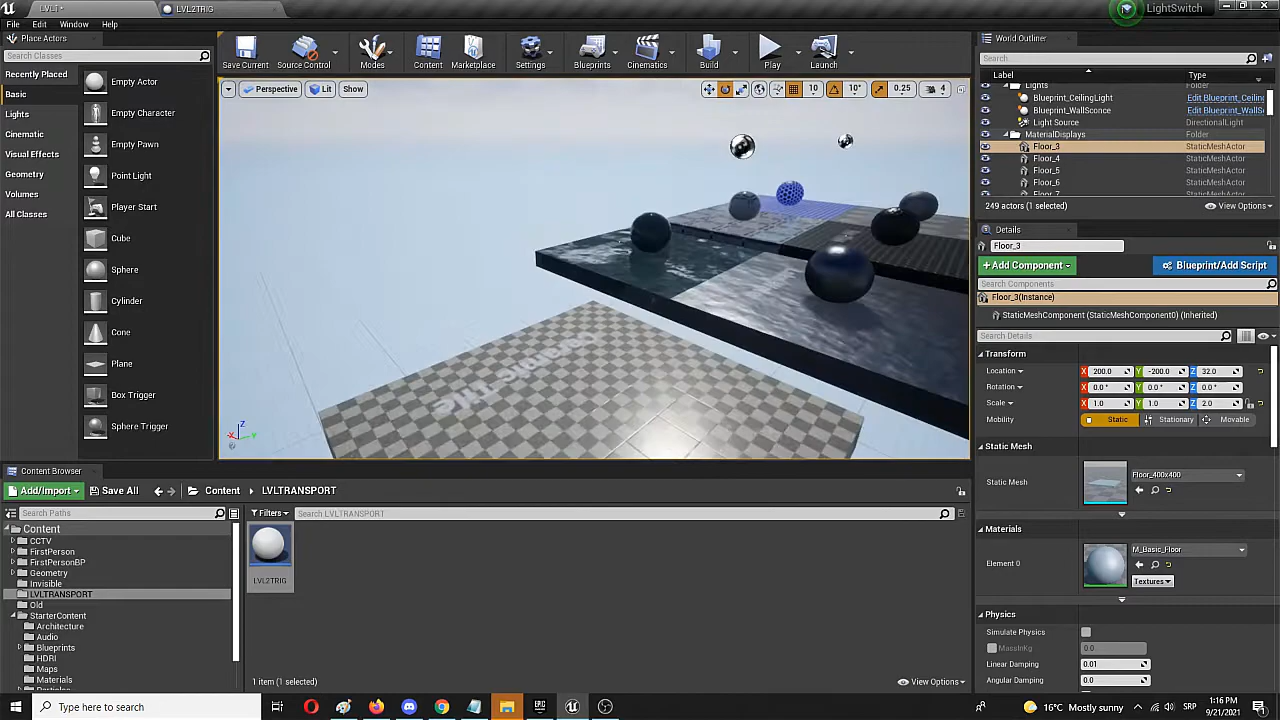 LVL1*
LVL2TRIG
LightSwitch
File Edit Window Help
Place Actors
Search Classes
Recently Placed
Basic
Lights
Cinematic
Visual Effects
Geometry
Volumes
All Classes
Empty Actor
Empty Character
Empty Pawn
Point Light
Player Start
Cube
Sphere
Cylinder
Cone
Plane
Box Trigger
Sphere Trigger
Save Current
Source Control
Modes
Content
Marketplace
Settings
Blueprints
Cinematics
Build
Play
Launch
Perspective
Lit
Show
10
10°
0.25
4
World Outliner
Search
Label
Type
Lights Folder
Blueprint_CeilingLight Edit Blueprint_Ceilin
Blueprint_WallSconce Edit Blueprint_WallS
Light Source DirectionalLight
MaterialDisplays Folder
Floor_3 StaticMeshActor
Floor_4 StaticMeshActor
Floor_5 StaticMeshActor
Floor_6 StaticMeshActor
249 actors (1 selected)
View Options
Details
Floor_3
+Add Component
Blueprint/Add Script
Search Components
Floor_3(Instance)
StaticMeshComponent (StaticMeshComponent0) (Inherited)
Search Details
Transform
Location X 200.0 Y -200.0 Z 32.0
Rotation X 0.0° Y 0.0° Z 0.0°
Scale X 1.0 Y 1.0 Z 2.0
Mobility Static Stationary Movable
Static Mesh
Static Mesh
Floor_400x400
Materials
Element 0
M_Basic_Floor
Textures
Physics
Simulate Physics
MassInKg 0.0
Linear Damping 0.01
Angular Damping 0.0
Content Browser
Add/Import
Save All
Content
LVLTRANSPORT
Search Paths
Filters
Search LVLTRANSPORT
Content
CCTV
FirstPerson
FirstPersonBP
Geometry
Invisible
LVLTRANSPORT
Old
StarterContent
Architecture
Audio
Blueprints
HDRI
Maps
Materials
LVL2TRIG
1 item (1 selected)
View Options
Type here to search
16°C Mostly sunny
SRP
1:16 PM
9/21/2021